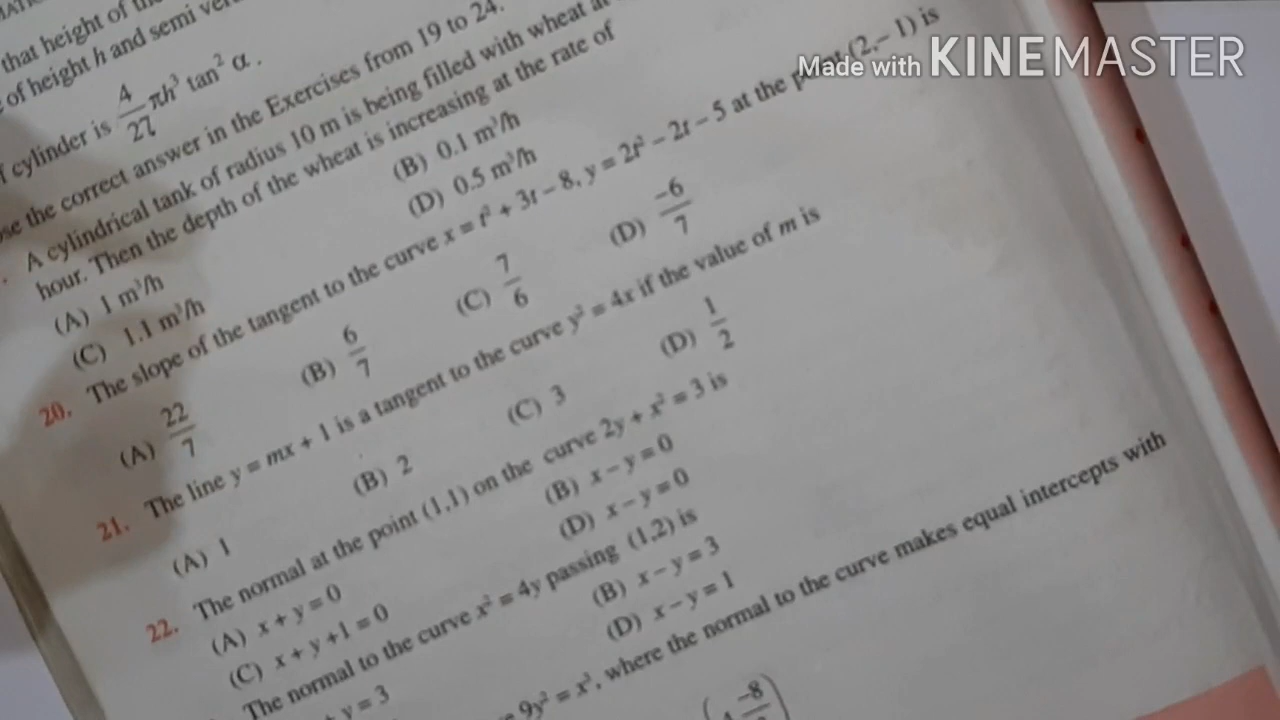 that height of
of height h and semi
cylinder is 4/27 πh³ tan² α.
the correct answer in the Exercises from 19 to 24.
A cylindrical tank of radius 10 m is being filled with wheat
hour. Then the depth of the wheat is increasing at the rate of
(A) 1 m³/h (B) 0.1 m³/h
(C) 1.1 m³/h (D) 0.5 m³/h
20. The slope of the tangent to the curve x = t² + 3t – 8, y = 2t² – 2t – 5 at the (2,– 1) is
(A) 22/7 (B) 6/7 (C) 7/6 (D) –6/7
21. The line y = mx + 1 is a tangent to the curve y² = 4x if the value of m is
(A) 1 (B) 2 (C) 3 (D) 1/2
22. The normal at the point (1,1) on the curve 2y + x² = 3 is
(A) x + y = 0 (B) x – y = 0
(C) x + y + 1 = 0 (D) x – y = 0
The normal to the curve x² = 4y passing (1,2) is
y = 3 (B) x – y = 3
(D) x – y = 1
9y² = x³, where the normal to the curve makes equal intercepts with
–8
Made with KINEMASTER